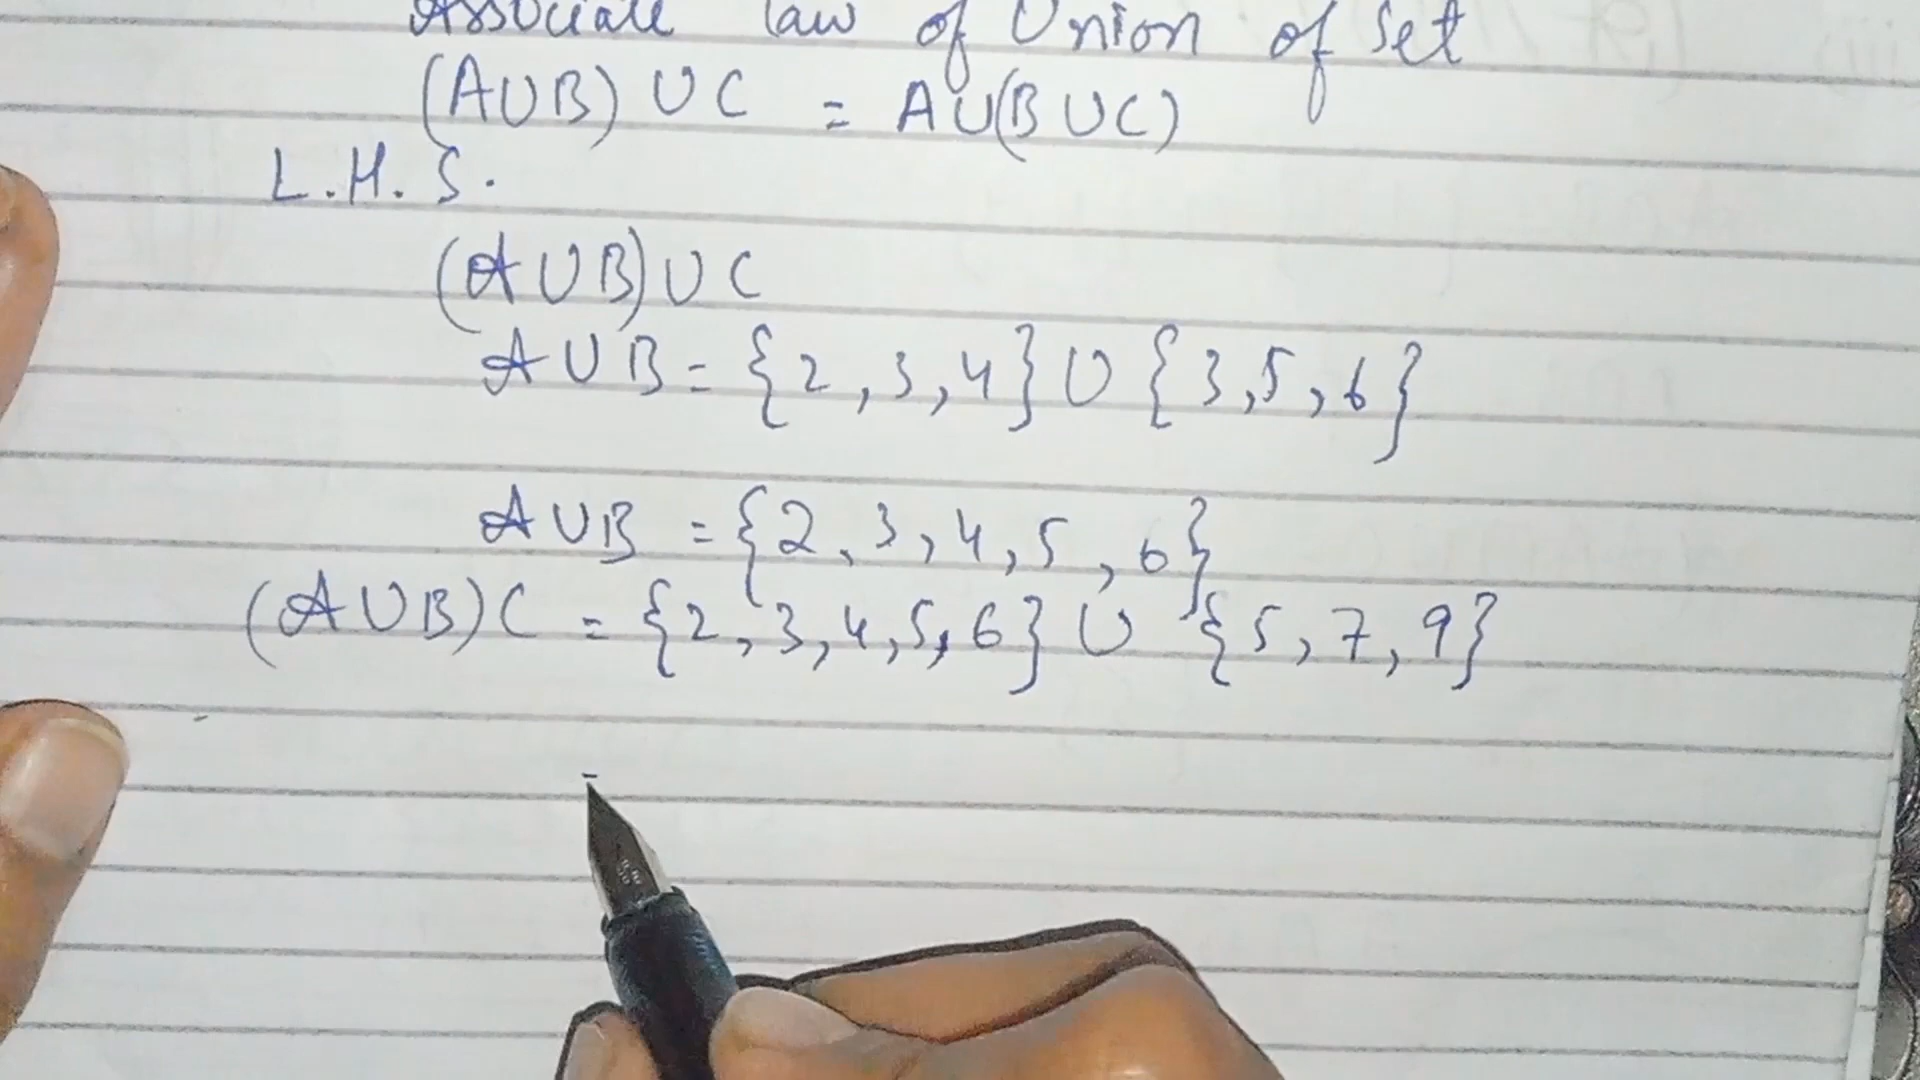 Associate law of Union of Set
(A∪B) ∪ C = A∪(B∪C)
L.H.S.
(A∪B)∪C
A∪B = {2,3,4} ∪ {3,5,6}
A∪B = {2,3,4,5,6}
(A∪B)C = {2,3,4,5,6} ∪ {5,7,9}